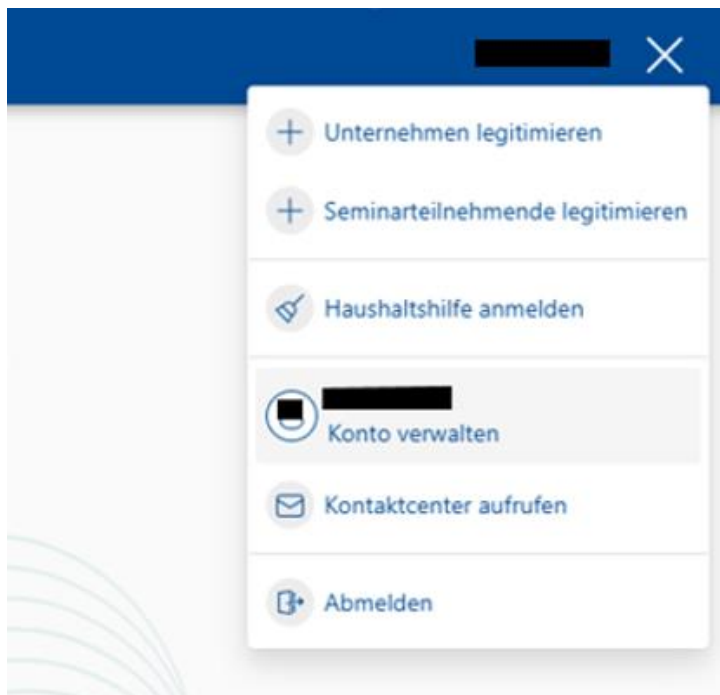 Unternehmen legitimieren
Seminarteilnehmende legitimieren
Haushaltshilfe anmelden
Konto verwalten
Kontaktcenter aufrufen
Abmelden